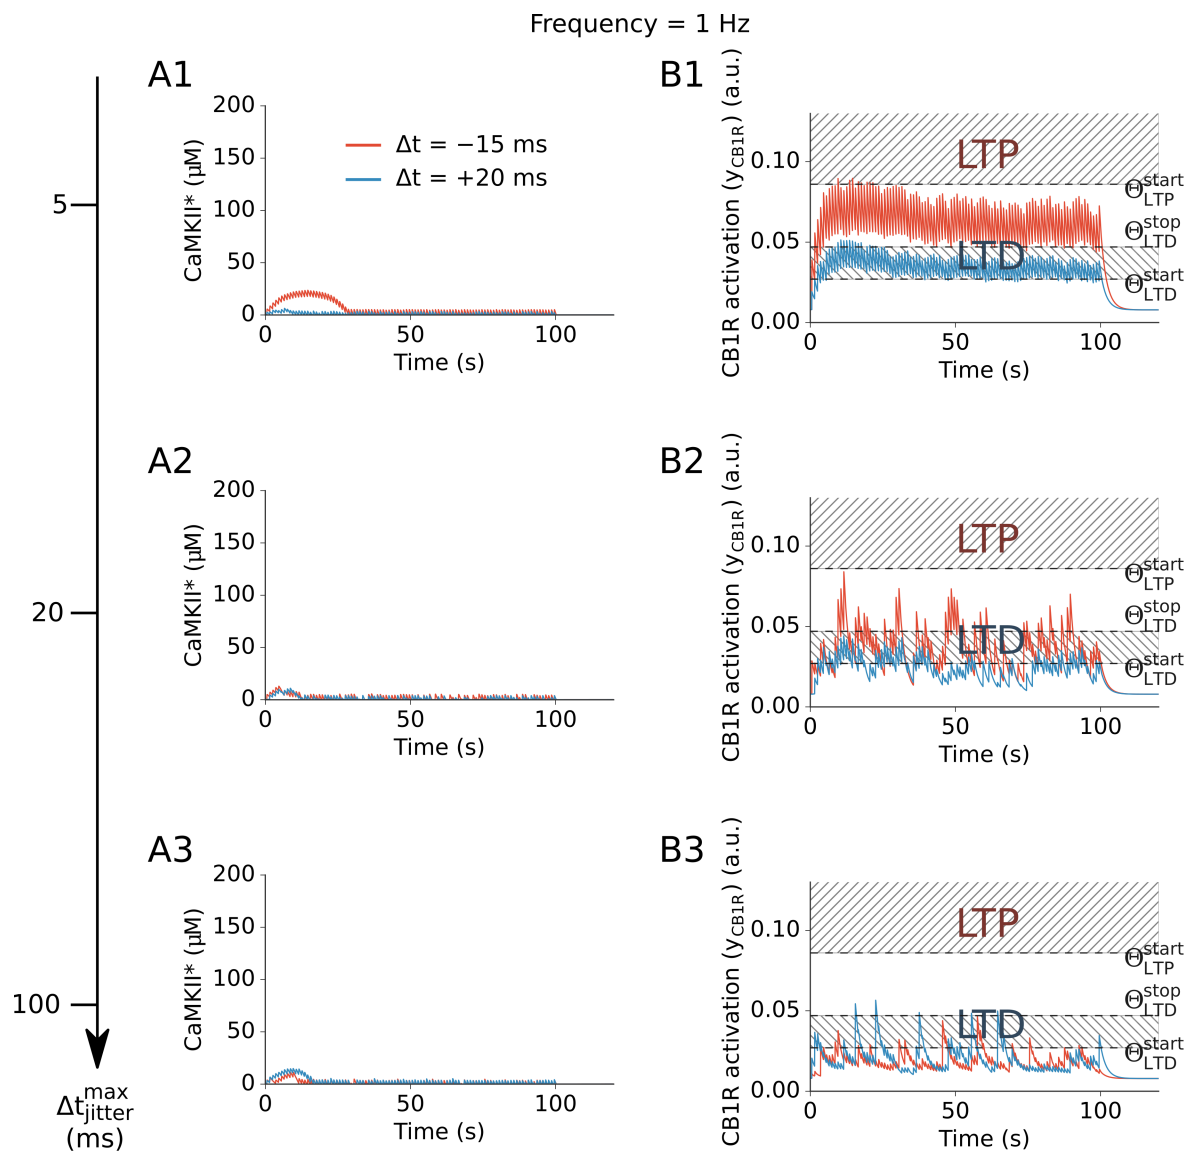 Frequency = 1 Hz
A1
CaMKII* (µM)
200
150
100
50
0
Δt = −15 ms
Δt = +20 ms
0 50 100
Time (s)
B1
CB1R activation (yCB1R) (a.u.)
0.10
0.05
0.00
LTP
LTD
ΘstartLTP
ΘstopLTD
ΘstartLTD
0 50 100
Time (s)
5
A2
CaMKII* (µM)
200
150
100
50
0
0 50 100
Time (s)
B2
CB1R activation (yCB1R) (a.u.)
0.10
0.05
0.00
LTP
LTD
ΘstartLTP
ΘstopLTD
ΘstartLTD
0 50 100
Time (s)
20
A3
CaMKII* (µM)
200
150
100
50
0
0 50 100
Time (s)
B3
CB1R activation (yCB1R) (a.u.)
0.10
0.05
0.00
LTP
LTD
ΘstartLTP
ΘstopLTD
ΘstartLTD
0 50 100
Time (s)
100
Δtmaxjitter
(ms)